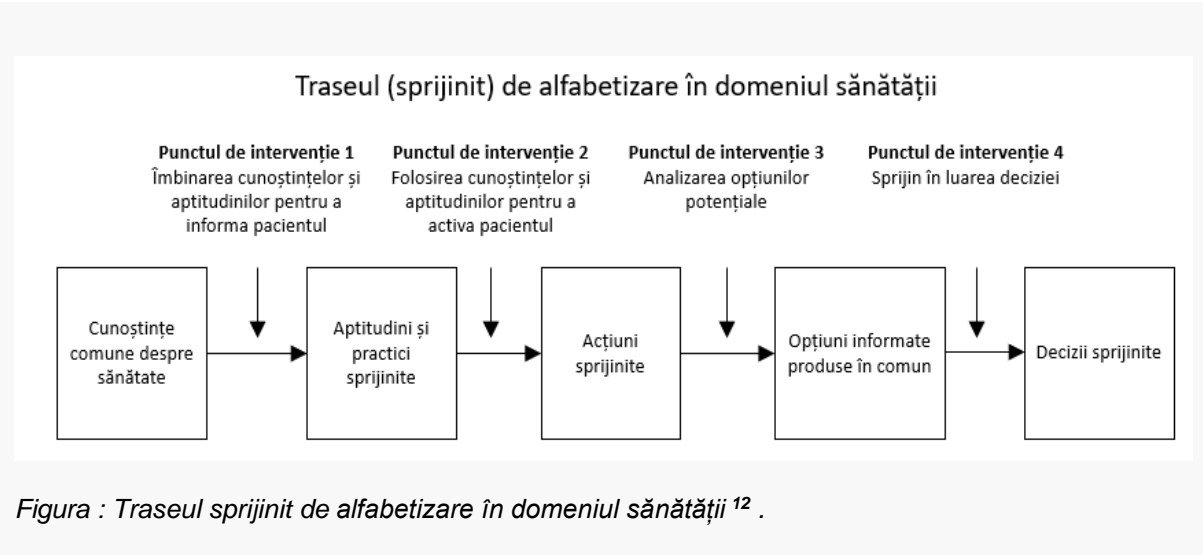 Traseul (sprijinit) de alfabetizare în domeniul sănătății
Punctul de intervenție 1
Îmbinarea cunoștințelor și
aptitudinilor pentru a
informa pacientul
Punctul de intervenție 2
Folosirea cunoștințelor și
aptitudinilor pentru a
activa pacientul
Punctul de intervenție 3
Analizarea opțiunilor
potențiale
Punctul de intervenție 4
Sprijin în luarea deciziei
Cunoștințe
comune despre
sănătate
Aptitudini și
practici
sprijinite
Acțiuni
sprijinite
Opțiuni informate
produse în comun
Decizii sprijinite
Figura : Traseul sprijinit de alfabetizare în domeniul sănătății ¹² .